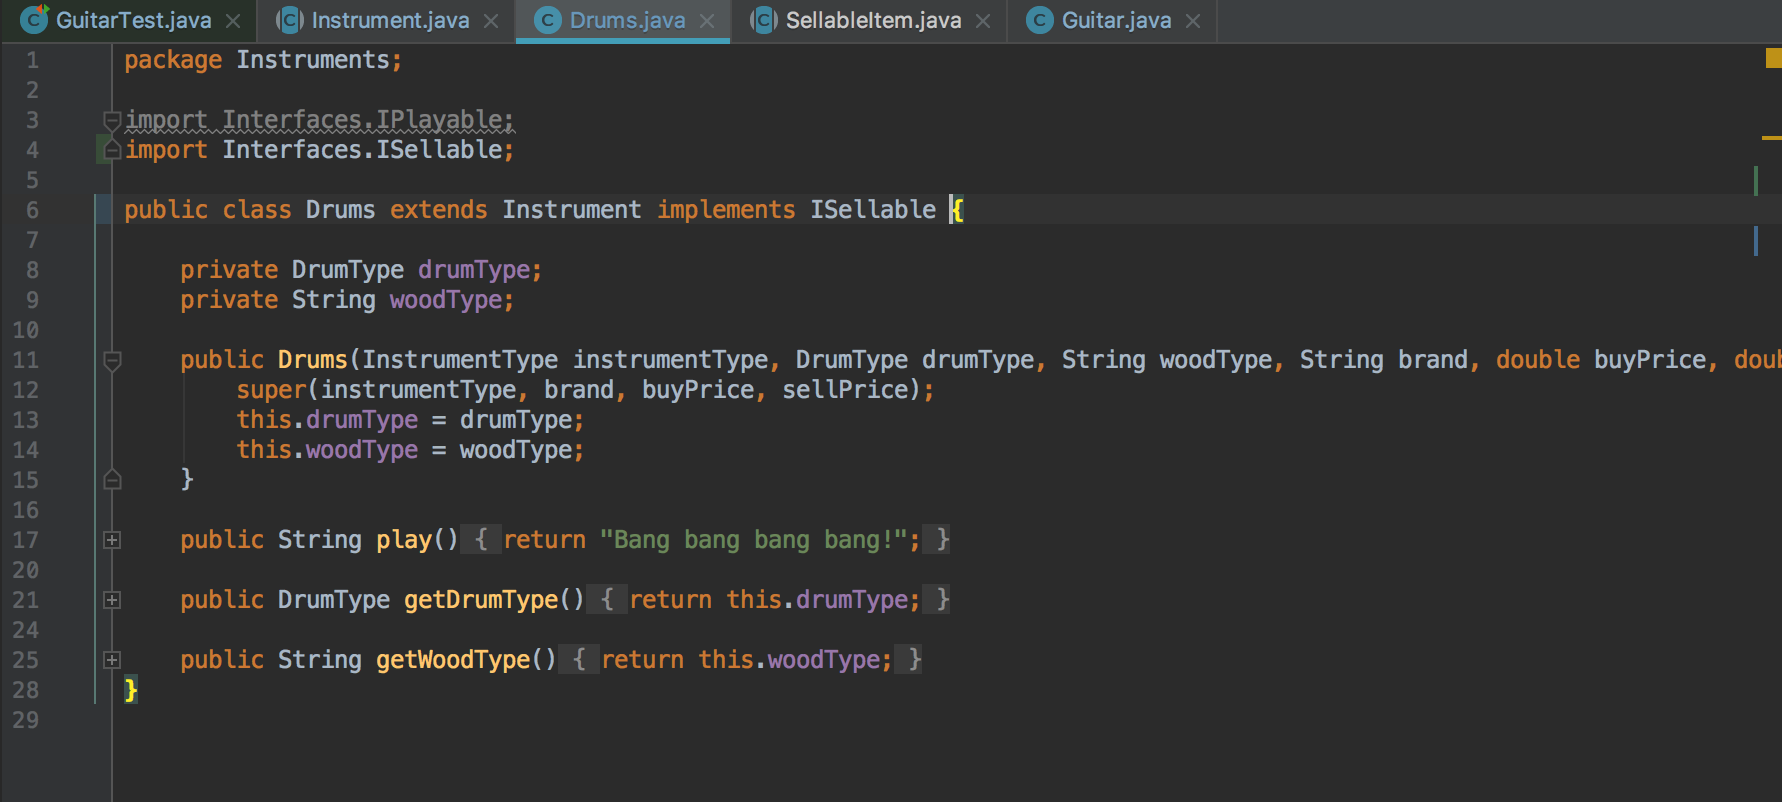 GuitarTest.java Instrument.java Drums.java SellableItem.java Guitar.java
1 package Instruments;
2
3 import Interfaces.IPlayable;
4 import Interfaces.ISellable;
5
6 public class Drums extends Instrument implements ISellable {
7
8 private DrumType drumType;
9 private String woodType;
10
11 public Drums(InstrumentType instrumentType, DrumType drumType, String woodType, String brand, double buyPrice, doub
12 super(instrumentType, brand, buyPrice, sellPrice);
13 this.drumType = drumType;
14 this.woodType = woodType;
15 }
16
17 public String play() { return "Bang bang bang bang!"; }
20
21 public DrumType getDrumType() { return this.drumType; }
24
25 public String getWoodType() { return this.woodType; }
28 }
29